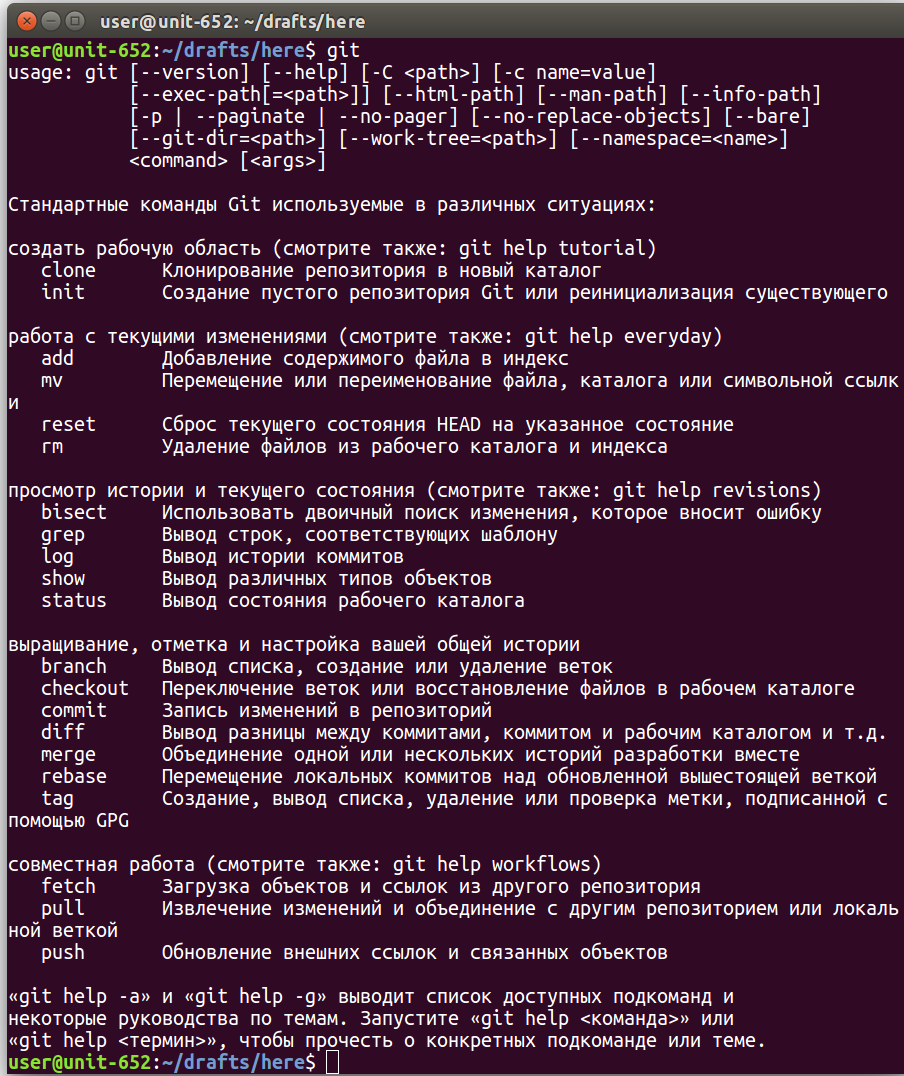 user@unit-652: ~/drafts/here
user@unit-652:~/drafts/here$ git
usage: git [--version] [--help] [-C <path>] [-c name=value]
           [--exec-path[=<path>]] [--html-path] [--man-path] [--info-path]
           [-p | --paginate | --no-pager] [--no-replace-objects] [--bare]
           [--git-dir=<path>] [--work-tree=<path>] [--namespace=<name>]
           <command> [<args>]

Стандартные команды Git используемые в различных ситуациях:

создать рабочую область (смотрите также: git help tutorial)
   clone      Клонирование репозитория в новый каталог
   init       Создание пустого репозитория Git или реинициализация существующего

работа с текущими изменениями (смотрите также: git help everyday)
   add        Добавление содержимого файла в индекс
   mv         Перемещение или переименование файла, каталога или символьной ссылк
и
   reset      Сброс текущего состояния HEAD на указанное состояние
   rm         Удаление файлов из рабочего каталога и индекса

просмотр истории и текущего состояния (смотрите также: git help revisions)
   bisect     Использовать двоичный поиск изменения, которое вносит ошибку
   grep       Вывод строк, соответствующих шаблону
   log        Вывод истории коммитов
   show       Вывод различных типов объектов
   status     Вывод состояния рабочего каталога

выращивание, отметка и настройка вашей общей истории
   branch     Вывод списка, создание или удаление веток
   checkout   Переключение веток или восстановление файлов в рабочем каталоге
   commit     Запись изменений в репозиторий
   diff       Вывод разницы между коммитами, коммитом и рабочим каталогом и т.д.
   merge      Объединение одной или нескольких историй разработки вместе
   rebase     Перемещение локальных коммитов над обновленной вышестоящей веткой
   tag        Создание, вывод списка, удаление или проверка метки, подписанной с
помощью GPG

совместная работа (смотрите также: git help workflows)
   fetch      Загрузка объектов и ссылок из другого репозитория
   pull       Извлечение изменений и объединение с другим репозиторием или локаль
ной веткой
   push       Обновление внешних ссылок и связанных объектов

«git help -a» и «git help -g» выводит список доступных подкоманд и
некоторые руководства по темам. Запустите «git help <команда>» или
«git help <термин>», чтобы прочесть о конкретных подкоманде или теме.
user@unit-652:~/drafts/here$